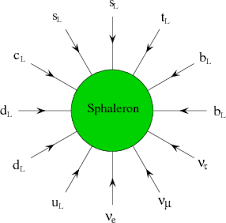 s_L
s_L
t_L
c_L
b_L
d_L
Sphaleron
b_L
d_L
ν_τ
u_L
ν_e
ν_μ